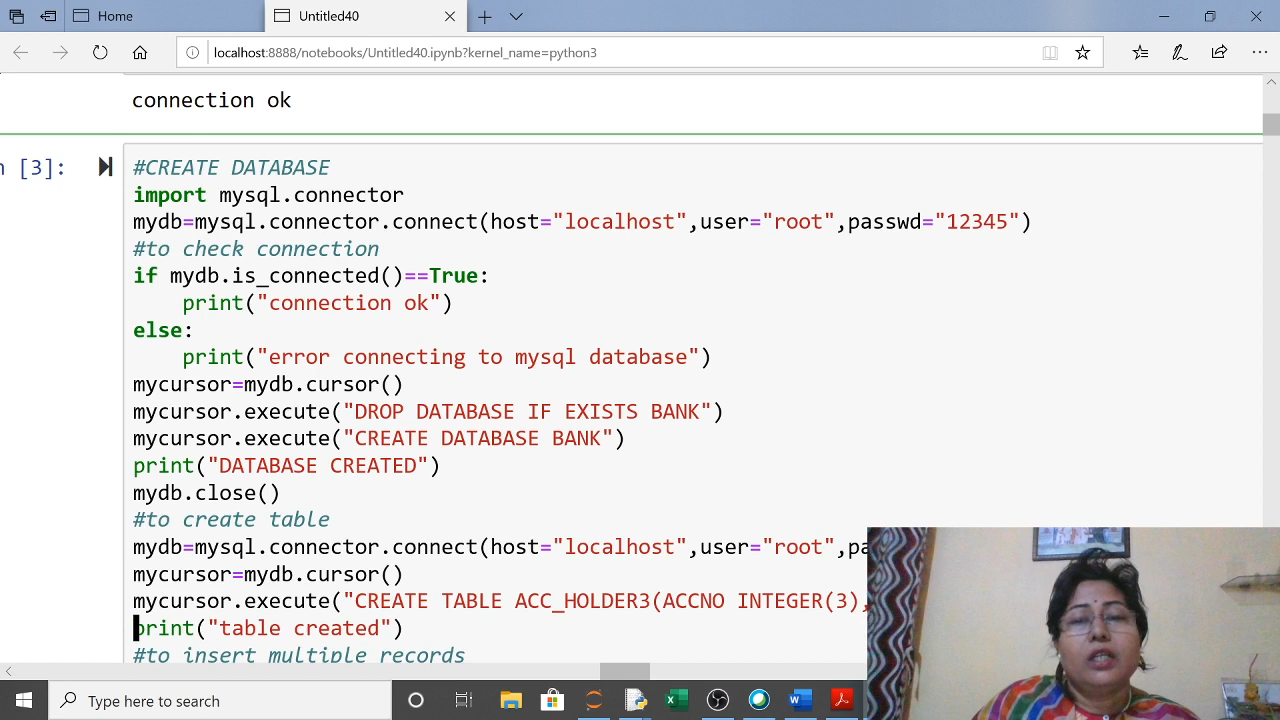 Home
Untitled40
localhost:8888/notebooks/Untitled40.ipynb?kernel_name=python3
connection ok
[3]:
#CREATE DATABASE
import mysql.connector
mydb=mysql.connector.connect(host="localhost",user="root",passwd="12345")
#to check connection
if mydb.is_connected()==True:
print("connection ok")
else:
print("error connecting to mysql database")
mycursor=mydb.cursor()
mycursor.execute("DROP DATABASE IF EXISTS BANK")
mycursor.execute("CREATE DATABASE BANK")
print("DATABASE CREATED")
mydb.close()
#to create table
mydb=mysql.connector.connect(host="localhost",user="root",pa
mycursor=mydb.cursor()
mycursor.execute("CREATE TABLE ACC_HOLDER3(ACCNO INTEGER(3),
print("table created")
#to insert multiple records
Type here to search